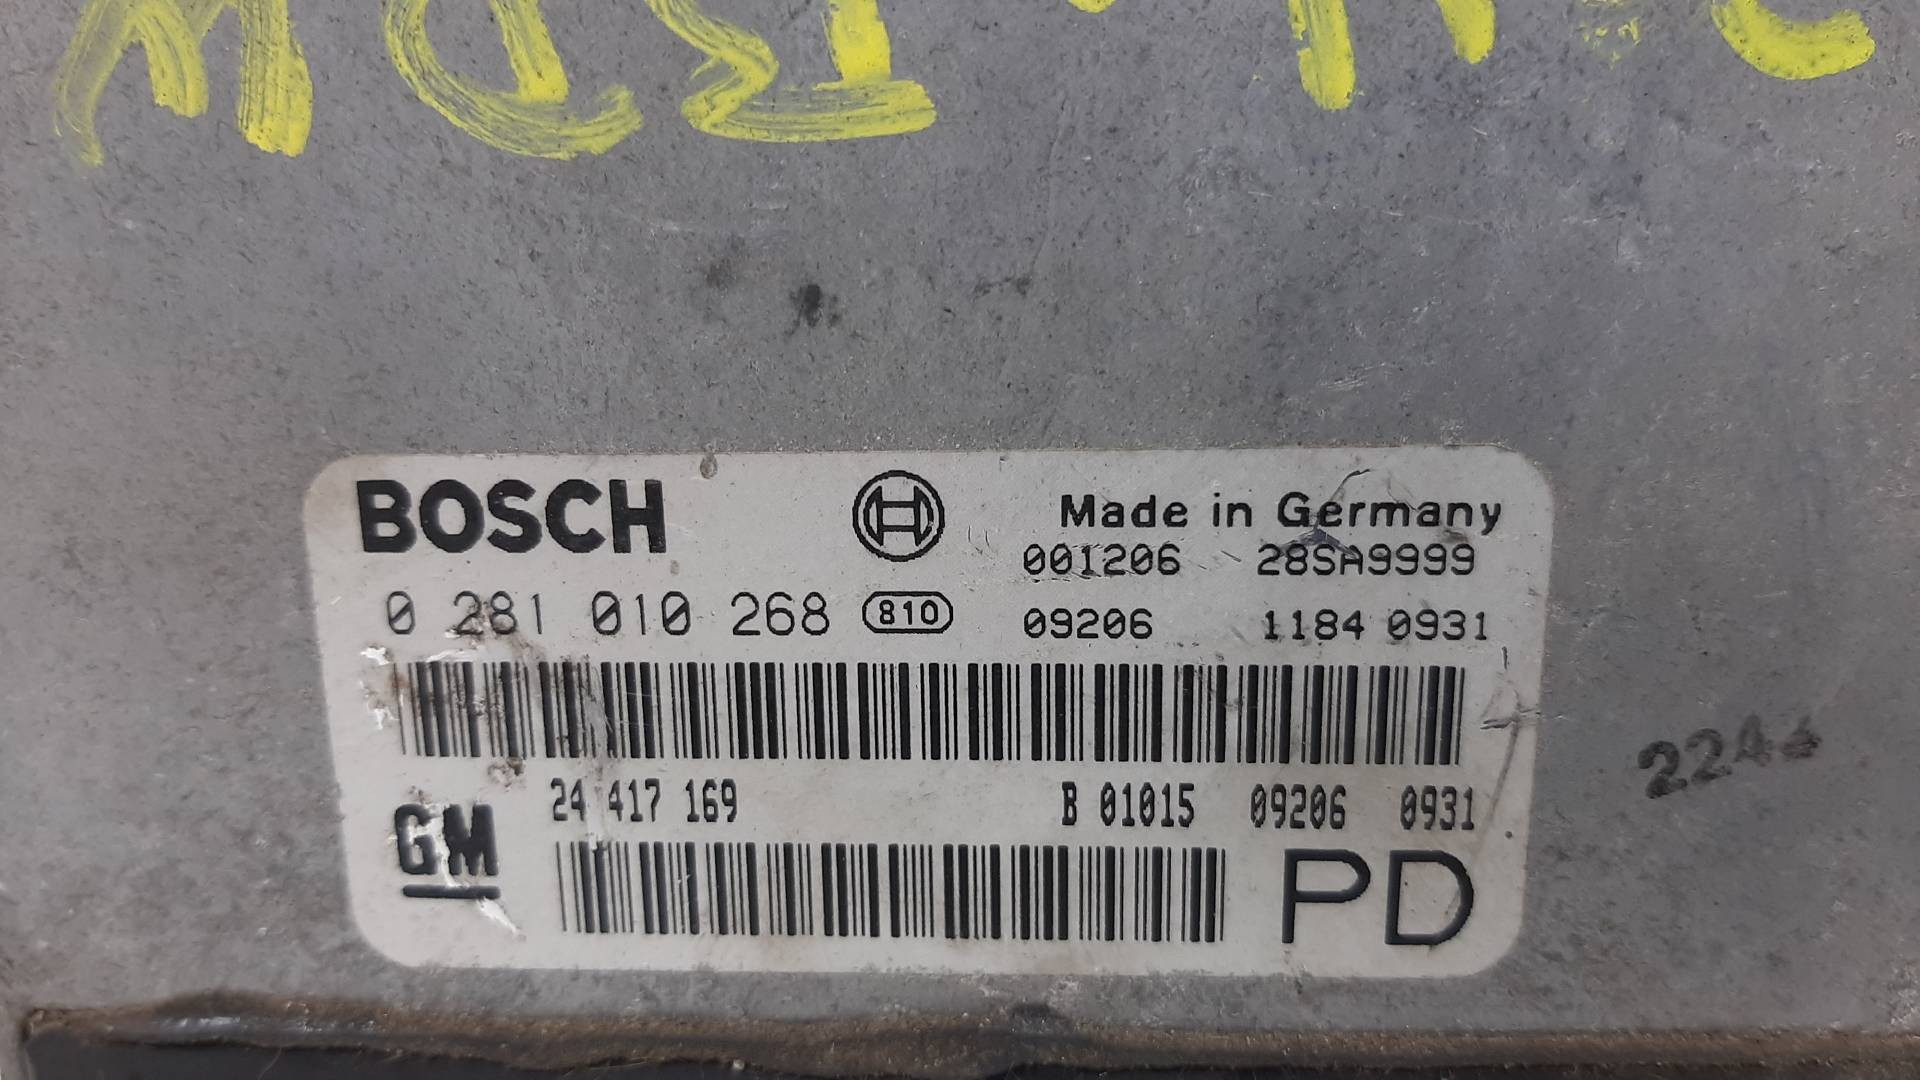 BOSCH
Made in Germany
001206 28SA9999
0 281 010 268 810 09206 1184 0931
24 417 169 B 01015 09206 0931
GM
PD